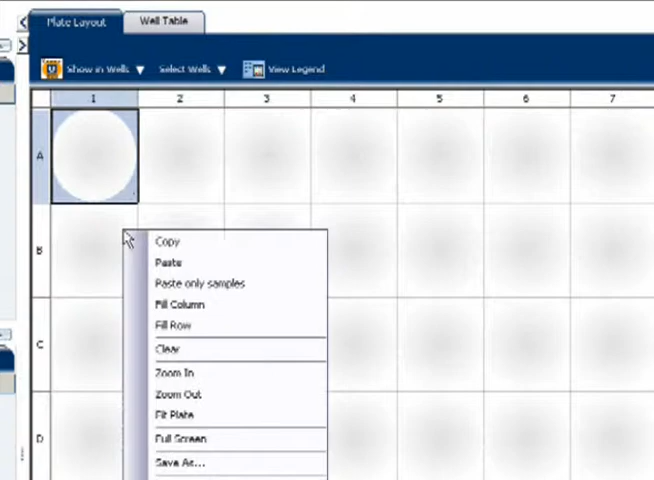 Plate Layout Well Table
Show in Wells ▼ Select Wells ▼ View Legend
1 2 3 4 5 6 7
A
B
C
D
Copy
Paste
Paste only samples
Fill Column
Fill Row
Clear
Zoom In
Zoom Out
Fit Plate
Full Screen
Save As...